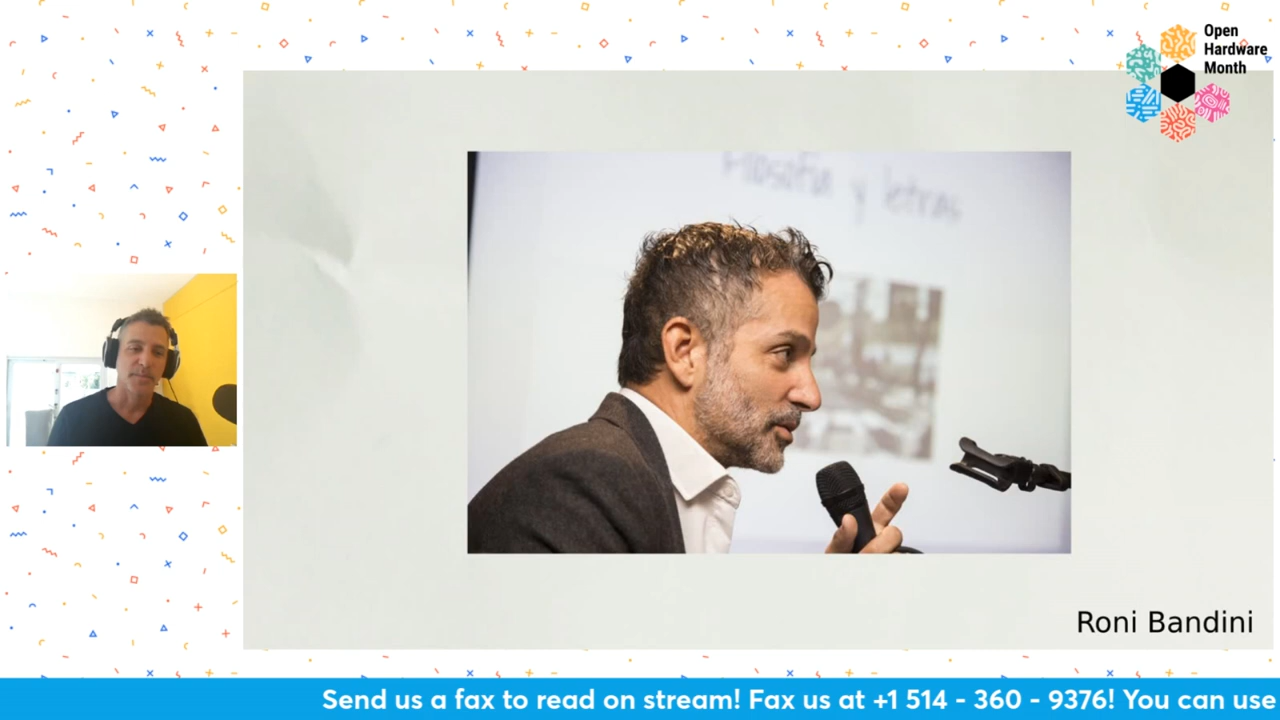 Open
Hardware
Month
Filosofia y letras
Roni Bandini
Send us a fax to read on stream! Fax us at +1 514 - 360 - 9376! You can use